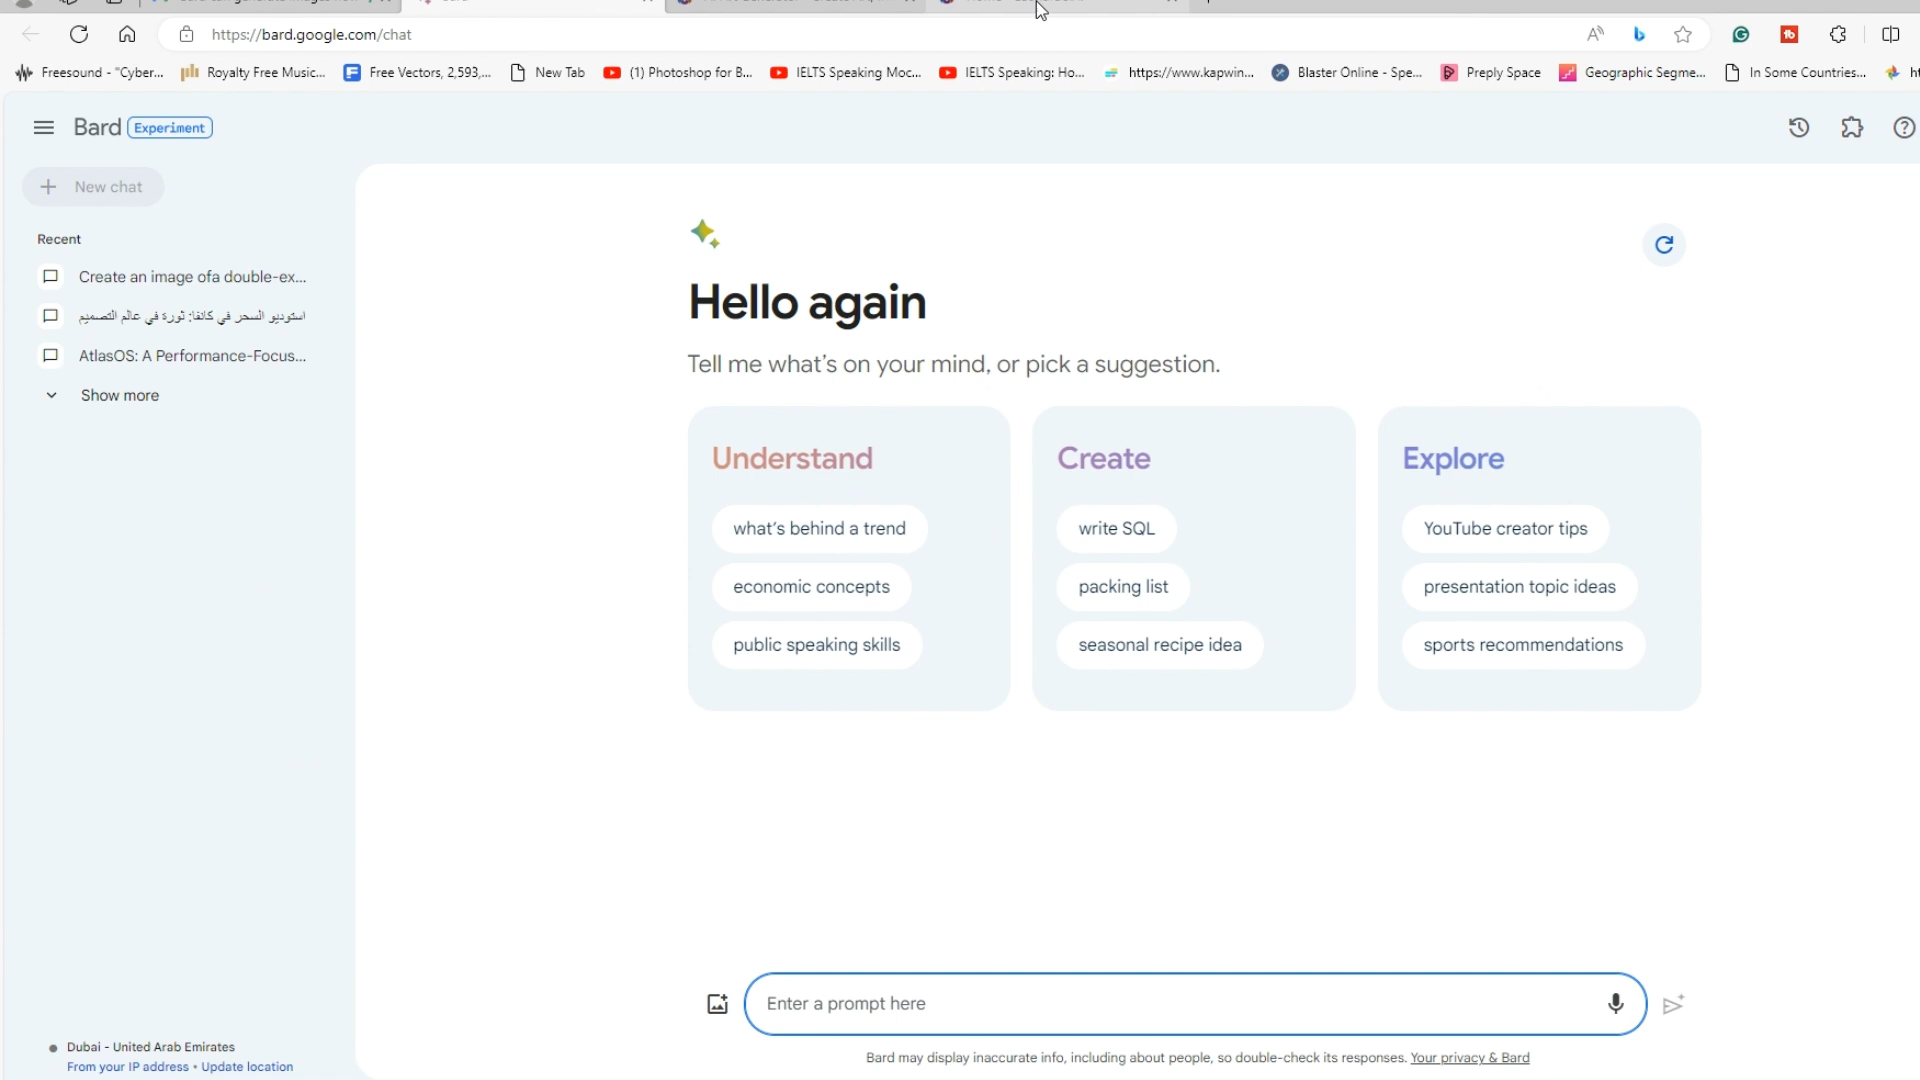 https://bard.google.com/chat
Freesound - "Cyber...
Royalty Free Music...
Free Vectors, 2,593,...
New Tab
(1) Photoshop for B...
IELTS Speaking Moc...
IELTS Speaking: Ho...
https://www.kapwin...
Blaster Online - Spe...
Preply Space
Geographic Segme...
In Some Countries...
Bard Experiment
New chat
Recent
Create an image ofa double-ex...
استوديو السحر في كانفا: ثورة في عالم التصميم
AtlasOS: A Performance-Focus...
Show more
Hello again
Tell me what's on your mind, or pick a suggestion.
Understand
what's behind a trend
economic concepts
public speaking skills
Create
write SQL
packing list
seasonal recipe idea
Explore
YouTube creator tips
presentation topic ideas
sports recommendations
Enter a prompt here
Bard may display inaccurate info, including about people, so double-check its responses. Your privacy & Bard
Dubai - United Arab Emirates
From your IP address • Update location